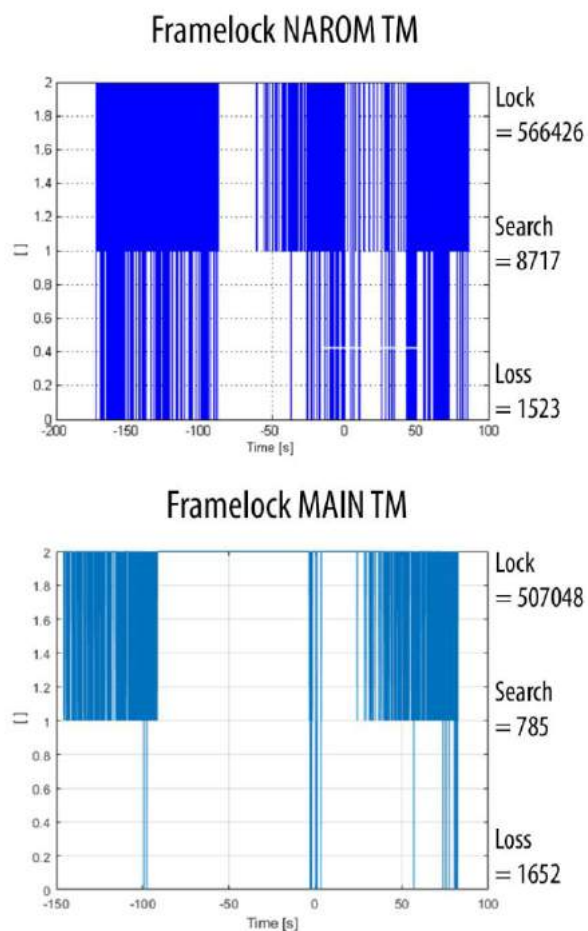 Framelock NAROM TM
2
1.8
1.6
1.4
1.2
1
0.8
0.6
0.4
0.2
0
[ ]
-200 -150 -100 -50 0 50 100
Time [s]
Lock
= 566426
Search
= 8717
Loss
= 1523
Framelock MAIN TM
2
1.8
1.6
1.4
1.2
1
0.8
0.6
0.4
0.2
0
[ ]
-150 -100 -50 0 50 100
Time [s]
Lock
= 507048
Search
= 785
Loss
= 1652